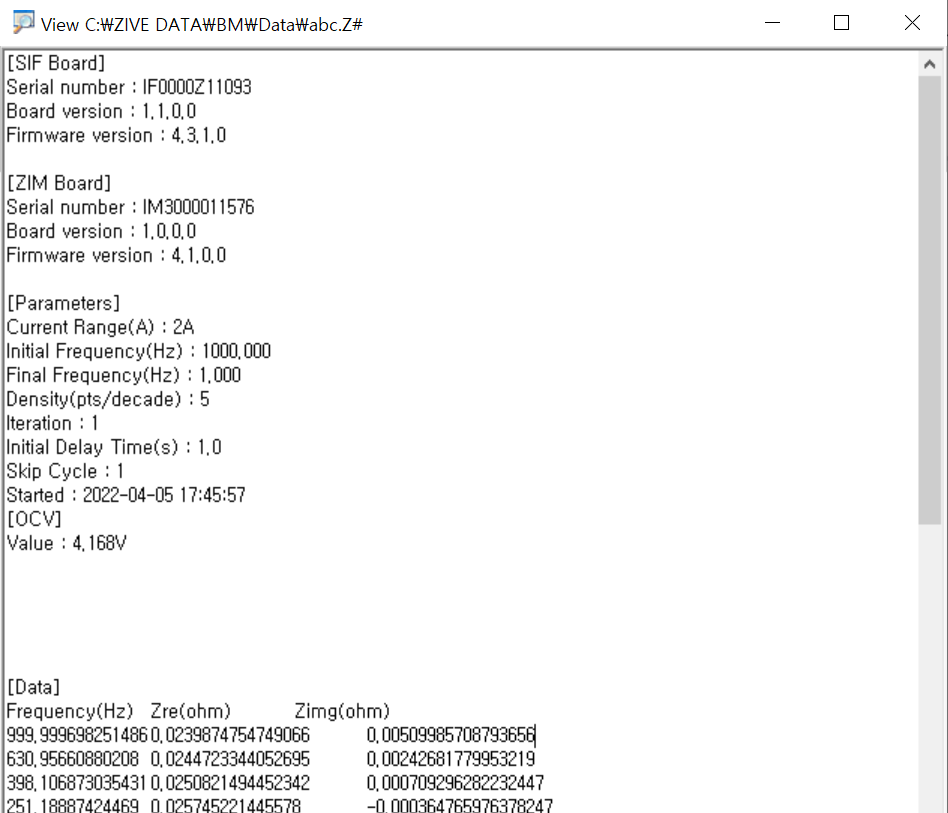 View C:₩ZIVE DATA₩BM₩Data₩abc.Z#
[SIF Board]
Serial number : IF0000Z11093
Board version : 1.1.0.0
Firmware version : 4.3.1.0
[ZIM Board]
Serial number : IM3000011576
Board version : 1.0.0.0
Firmware version : 4.1.0.0
[Parameters]
Current Range(A) : 2A
Initial Frequency(Hz) : 1000.000
Final Frequency(Hz) : 1.000
Density(pts/decade) : 5
Iteration : 1
Initial Delay Time(s) : 1.0
Skip Cycle : 1
Started : 2022-04-05 17:45:57
[OCV]
Value : 4.168V
[Data]
Frequency(Hz) Zre(ohm) Zimg(ohm)
999.999698251486 0.0239874754749066 0.00509985708793656
630.95660880208 0.0244723344052695 0.00242681779953219
398.106873035431 0.0250821494452342 0.000709296282232447
251.18887424469 0.025745221445578 -0.000364765976378247